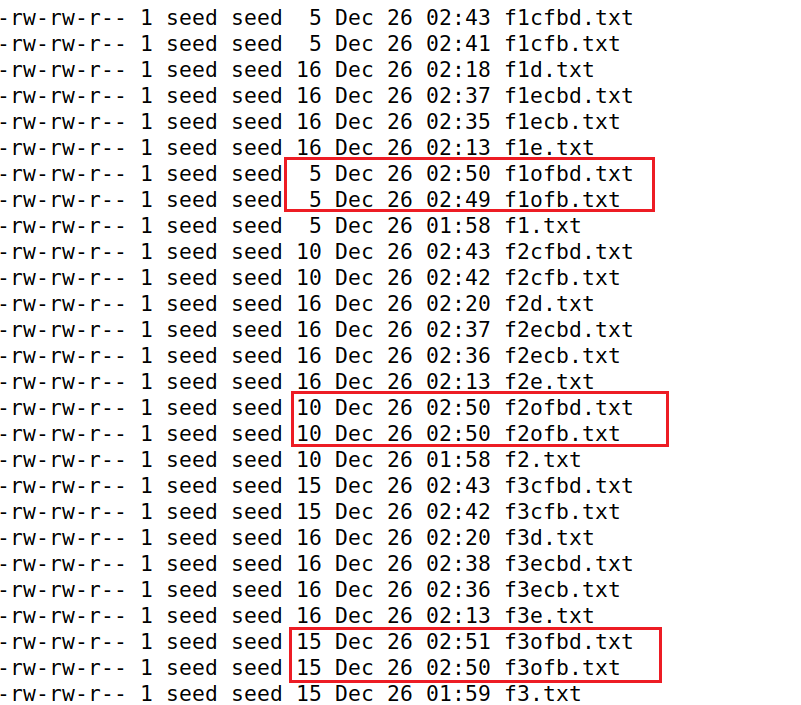 -rw-rw-r-- 1 seed seed  5 Dec 26 02:43 f1cfbd.txt
-rw-rw-r-- 1 seed seed  5 Dec 26 02:41 f1cfb.txt
-rw-rw-r-- 1 seed seed 16 Dec 26 02:18 f1d.txt
-rw-rw-r-- 1 seed seed 16 Dec 26 02:37 f1ecbd.txt
-rw-rw-r-- 1 seed seed 16 Dec 26 02:35 f1ecb.txt
-rw-rw-r-- 1 seed seed 16 Dec 26 02:13 f1e.txt
-rw-rw-r-- 1 seed seed  5 Dec 26 02:50 f1ofbd.txt
-rw-rw-r-- 1 seed seed  5 Dec 26 02:49 f1ofb.txt
-rw-rw-r-- 1 seed seed  5 Dec 26 01:58 f1.txt
-rw-rw-r-- 1 seed seed 10 Dec 26 02:43 f2cfbd.txt
-rw-rw-r-- 1 seed seed 10 Dec 26 02:42 f2cfb.txt
-rw-rw-r-- 1 seed seed 16 Dec 26 02:20 f2d.txt
-rw-rw-r-- 1 seed seed 16 Dec 26 02:37 f2ecbd.txt
-rw-rw-r-- 1 seed seed 16 Dec 26 02:36 f2ecb.txt
-rw-rw-r-- 1 seed seed 16 Dec 26 02:13 f2e.txt
-rw-rw-r-- 1 seed seed 10 Dec 26 02:50 f2ofbd.txt
-rw-rw-r-- 1 seed seed 10 Dec 26 02:50 f2ofb.txt
-rw-rw-r-- 1 seed seed 10 Dec 26 01:58 f2.txt
-rw-rw-r-- 1 seed seed 15 Dec 26 02:43 f3cfbd.txt
-rw-rw-r-- 1 seed seed 15 Dec 26 02:42 f3cfb.txt
-rw-rw-r-- 1 seed seed 16 Dec 26 02:20 f3d.txt
-rw-rw-r-- 1 seed seed 16 Dec 26 02:38 f3ecbd.txt
-rw-rw-r-- 1 seed seed 16 Dec 26 02:36 f3ecb.txt
-rw-rw-r-- 1 seed seed 16 Dec 26 02:13 f3e.txt
-rw-rw-r-- 1 seed seed 15 Dec 26 02:51 f3ofbd.txt
-rw-rw-r-- 1 seed seed 15 Dec 26 02:50 f3ofb.txt
-rw-rw-r-- 1 seed seed 15 Dec 26 01:59 f3.txt